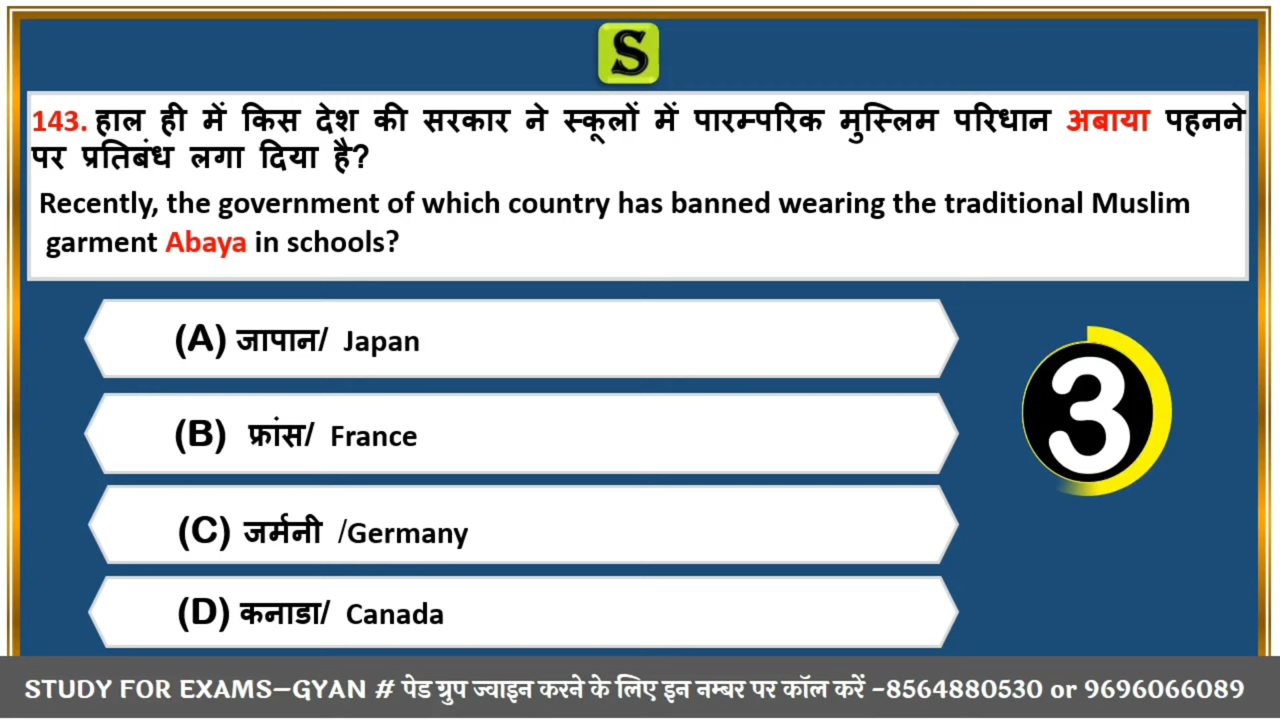 S
143. हाल ही में किस देश की सरकार ने स्कूलों में पारम्परिक मुस्लिम परिधान अबाया पहनने
पर प्रतिबंध लगा दिया है?
Recently, the government of which country has banned wearing the traditional Muslim
garment Abaya in schools?
(A) जापान/ Japan
(B) फ्रांस/ France
3
(C) जर्मनी /Germany
(D) कनाडा/ Canada
STUDY FOR EXAMS–GYAN # पेड ग्रुप ज्वाइन करने के लिए इन नम्बर पर कॉल करें –8564880530 or 9696066089